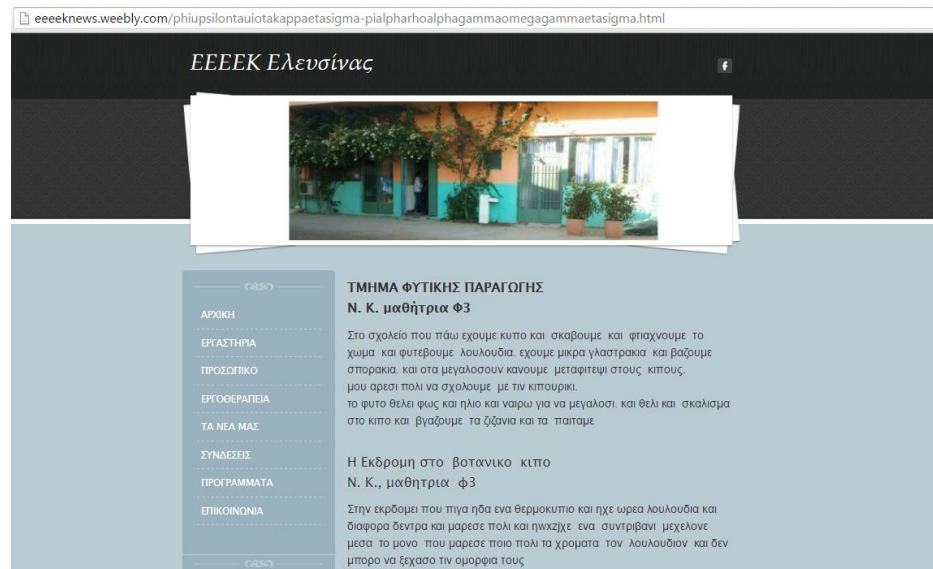 eeeeknews.weebly.com/phiupsilontauiotakappaetasigma-pialpharhoalphagammaomegagammaetasigma.html
ΕΕΕΕΚ Ελευσίνας
f
ΑΡΧΙΚΗ
ΕΡΓΑΣΤΗΡΙΑ
ΠΡΟΣΩΠΙΚΟ
ΕΡΓΟΘΕΡΑΠΕΙΑ
ΤΑ ΝΕΑ ΜΑΣ
ΣΥΝΔΕΣΕΙΣ
ΠΡΟΓΡΑΜΜΑΤΑ
ΕΠΙΚΟΙΝΩΝΙΑ
ΤΜΗΜΑ ΦΥΤΙΚΗΣ ΠΑΡΑΓΩΓΗΣ
Ν. Κ. μαθήτρια Φ3
Στο σχολείο που πάω εχουμε κυπο και σκαβουμε και φτιαχνουμε το
χωμα και φυτεβουμε λουλουδια. εχουμε μικρα γλαστρακια και βαζουμε
σπορακια. και οτα μεγαλοσουν κανουμε μεταφιτεψι στους κιπους.
μου αρεσι πολι να σχολουμε με τιν κιπουρικι.
το φυτο θελει φως και ηλιο και ναιρω για να μεγαλοσι. και θελι και σκαλισμα
στο κιπο και βγαζουμε τα ζιζανια και τα παιταμε
Η Εκδρομη στο βοτανικο κιπο
Ν. Κ., μαθητρια φ3
Στην εκρδομει που πιγα ηδα ενα θερμοκυπιο και ηχε ωρεα λουλουδια και
διαφορα δεντρα και μαρεσε πολι και ηwxzjχε ενα συντριβανι μεχελονε
μεσα το μονο που μαρεσε ποιο πολι τα χροματα τον λουλουδιον και δεν
μπορο να ξεχασο τιν ομορφια τους